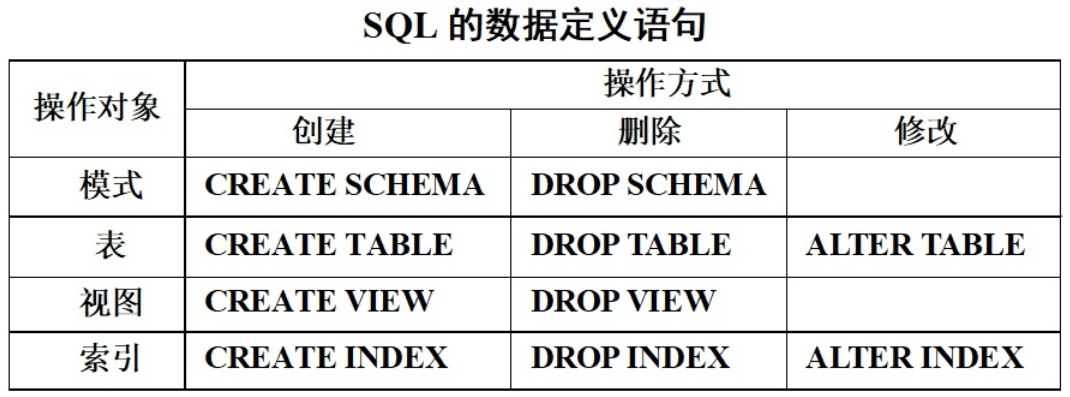 SQL 的数据定义语句
操作对象
操作方式
创建 删除 修改
模式 CREATE SCHEMA DROP SCHEMA
表 CREATE TABLE DROP TABLE ALTER TABLE
视图 CREATE VIEW DROP VIEW
索引 CREATE INDEX DROP INDEX ALTER INDEX